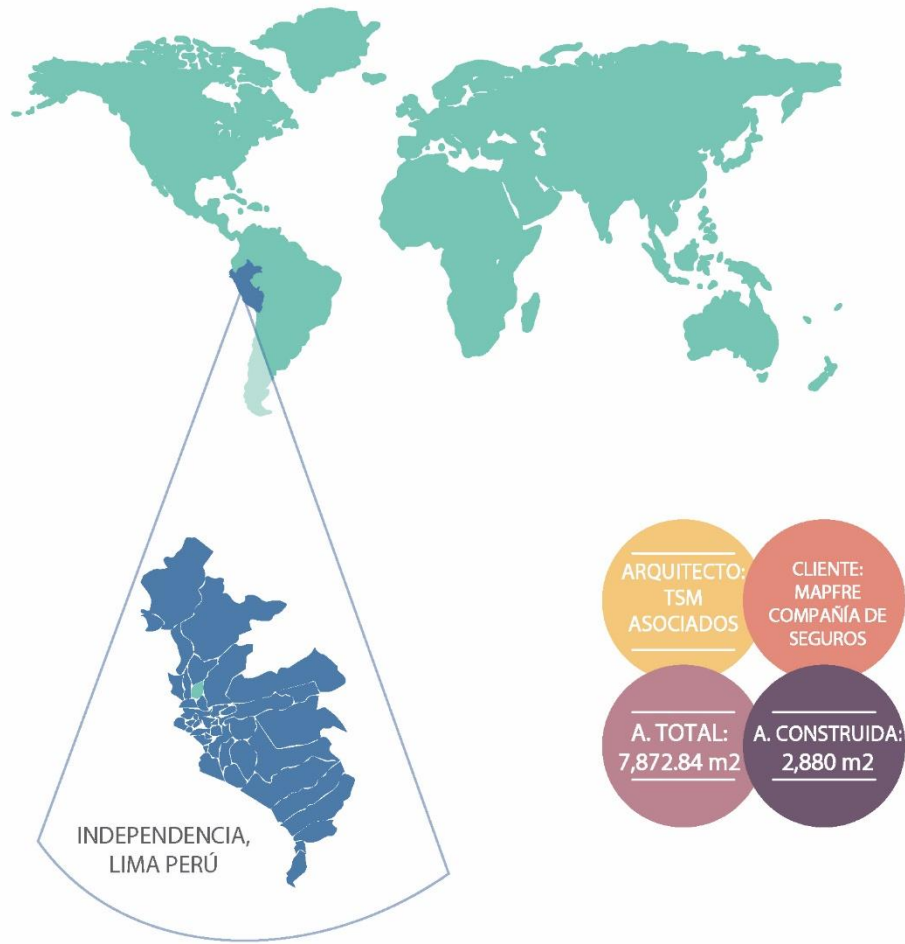 ARQUITECTO:
TSM
ASOCIADOS
CLIENTE:
MAPFRE
COMPAÑÍA DE
SEGUROS
A. TOTAL:
7,872.84 m2
A. CONSTRUIDA:
2,880 m2
INDEPENDENCIA,
LIMA PERÚ